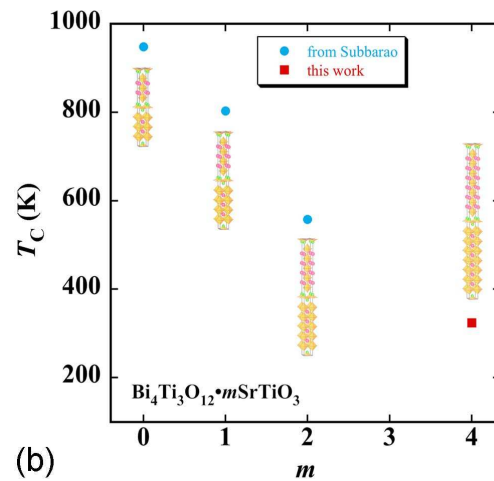 1000
800
600
400
200
T_C (K)
from Subbarao
this work
Bi₄Ti₃O₁₂•mSrTiO₃
0 1 2 3 4
(b)
m